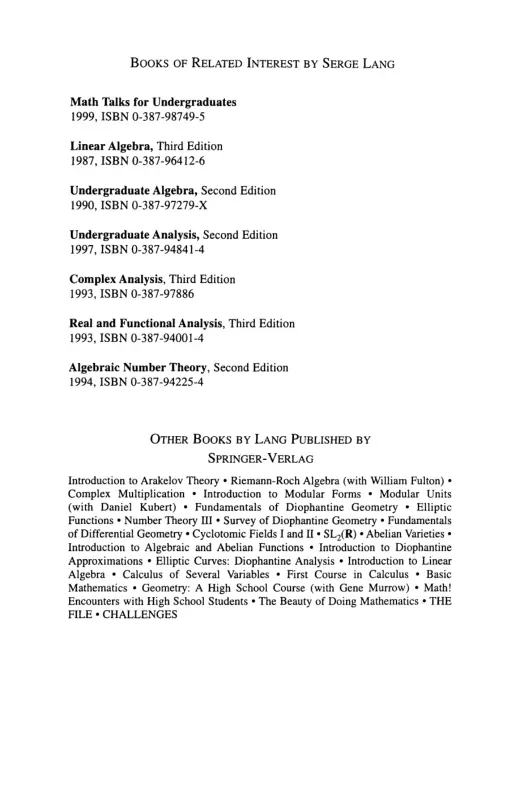 BOOKS OF RELATED INTEREST BY SERGE LANG
Math Talks for Undergraduates
1999, ISBN 0-387-98749-5
Linear Algebra, Third Edition
1987, ISBN 0-387-96412-6
Undergraduate Algebra, Second Edition
1990, ISBN 0-387-97279-X
Undergraduate Analysis, Second Edition
1997, ISBN 0-387-94841-4
Complex Analysis, Third Edition
1993, ISBN 0-387-97886
Real and Functional Analysis, Third Edition
1993, ISBN 0-387-94001-4
Algebraic Number Theory, Second Edition
1994, ISBN 0-387-94225-4
OTHER BOOKS BY LANG PUBLISHED BY
SPRINGER-VERLAG
Introduction to Arakelov Theory • Riemann-Roch Algebra (with William Fulton) •
Complex Multiplication • Introduction to Modular Forms • Modular Units
(with Daniel Kubert) • Fundamentals of Diophantine Geometry • Elliptic
Functions • Number Theory III • Survey of Diophantine Geometry • Fundamentals
of Differential Geometry • Cyclotomic Fields I and II • SL₂(R) • Abelian Varieties •
Introduction to Algebraic and Abelian Functions • Introduction to Diophantine
Approximations • Elliptic Curves: Diophantine Analysis • Introduction to Linear
Algebra • Calculus of Several Variables • First Course in Calculus • Basic
Mathematics • Geometry: A High School Course (with Gene Murrow) • Math!
Encounters with High School Students • The Beauty of Doing Mathematics • THE
FILE • CHALLENGES